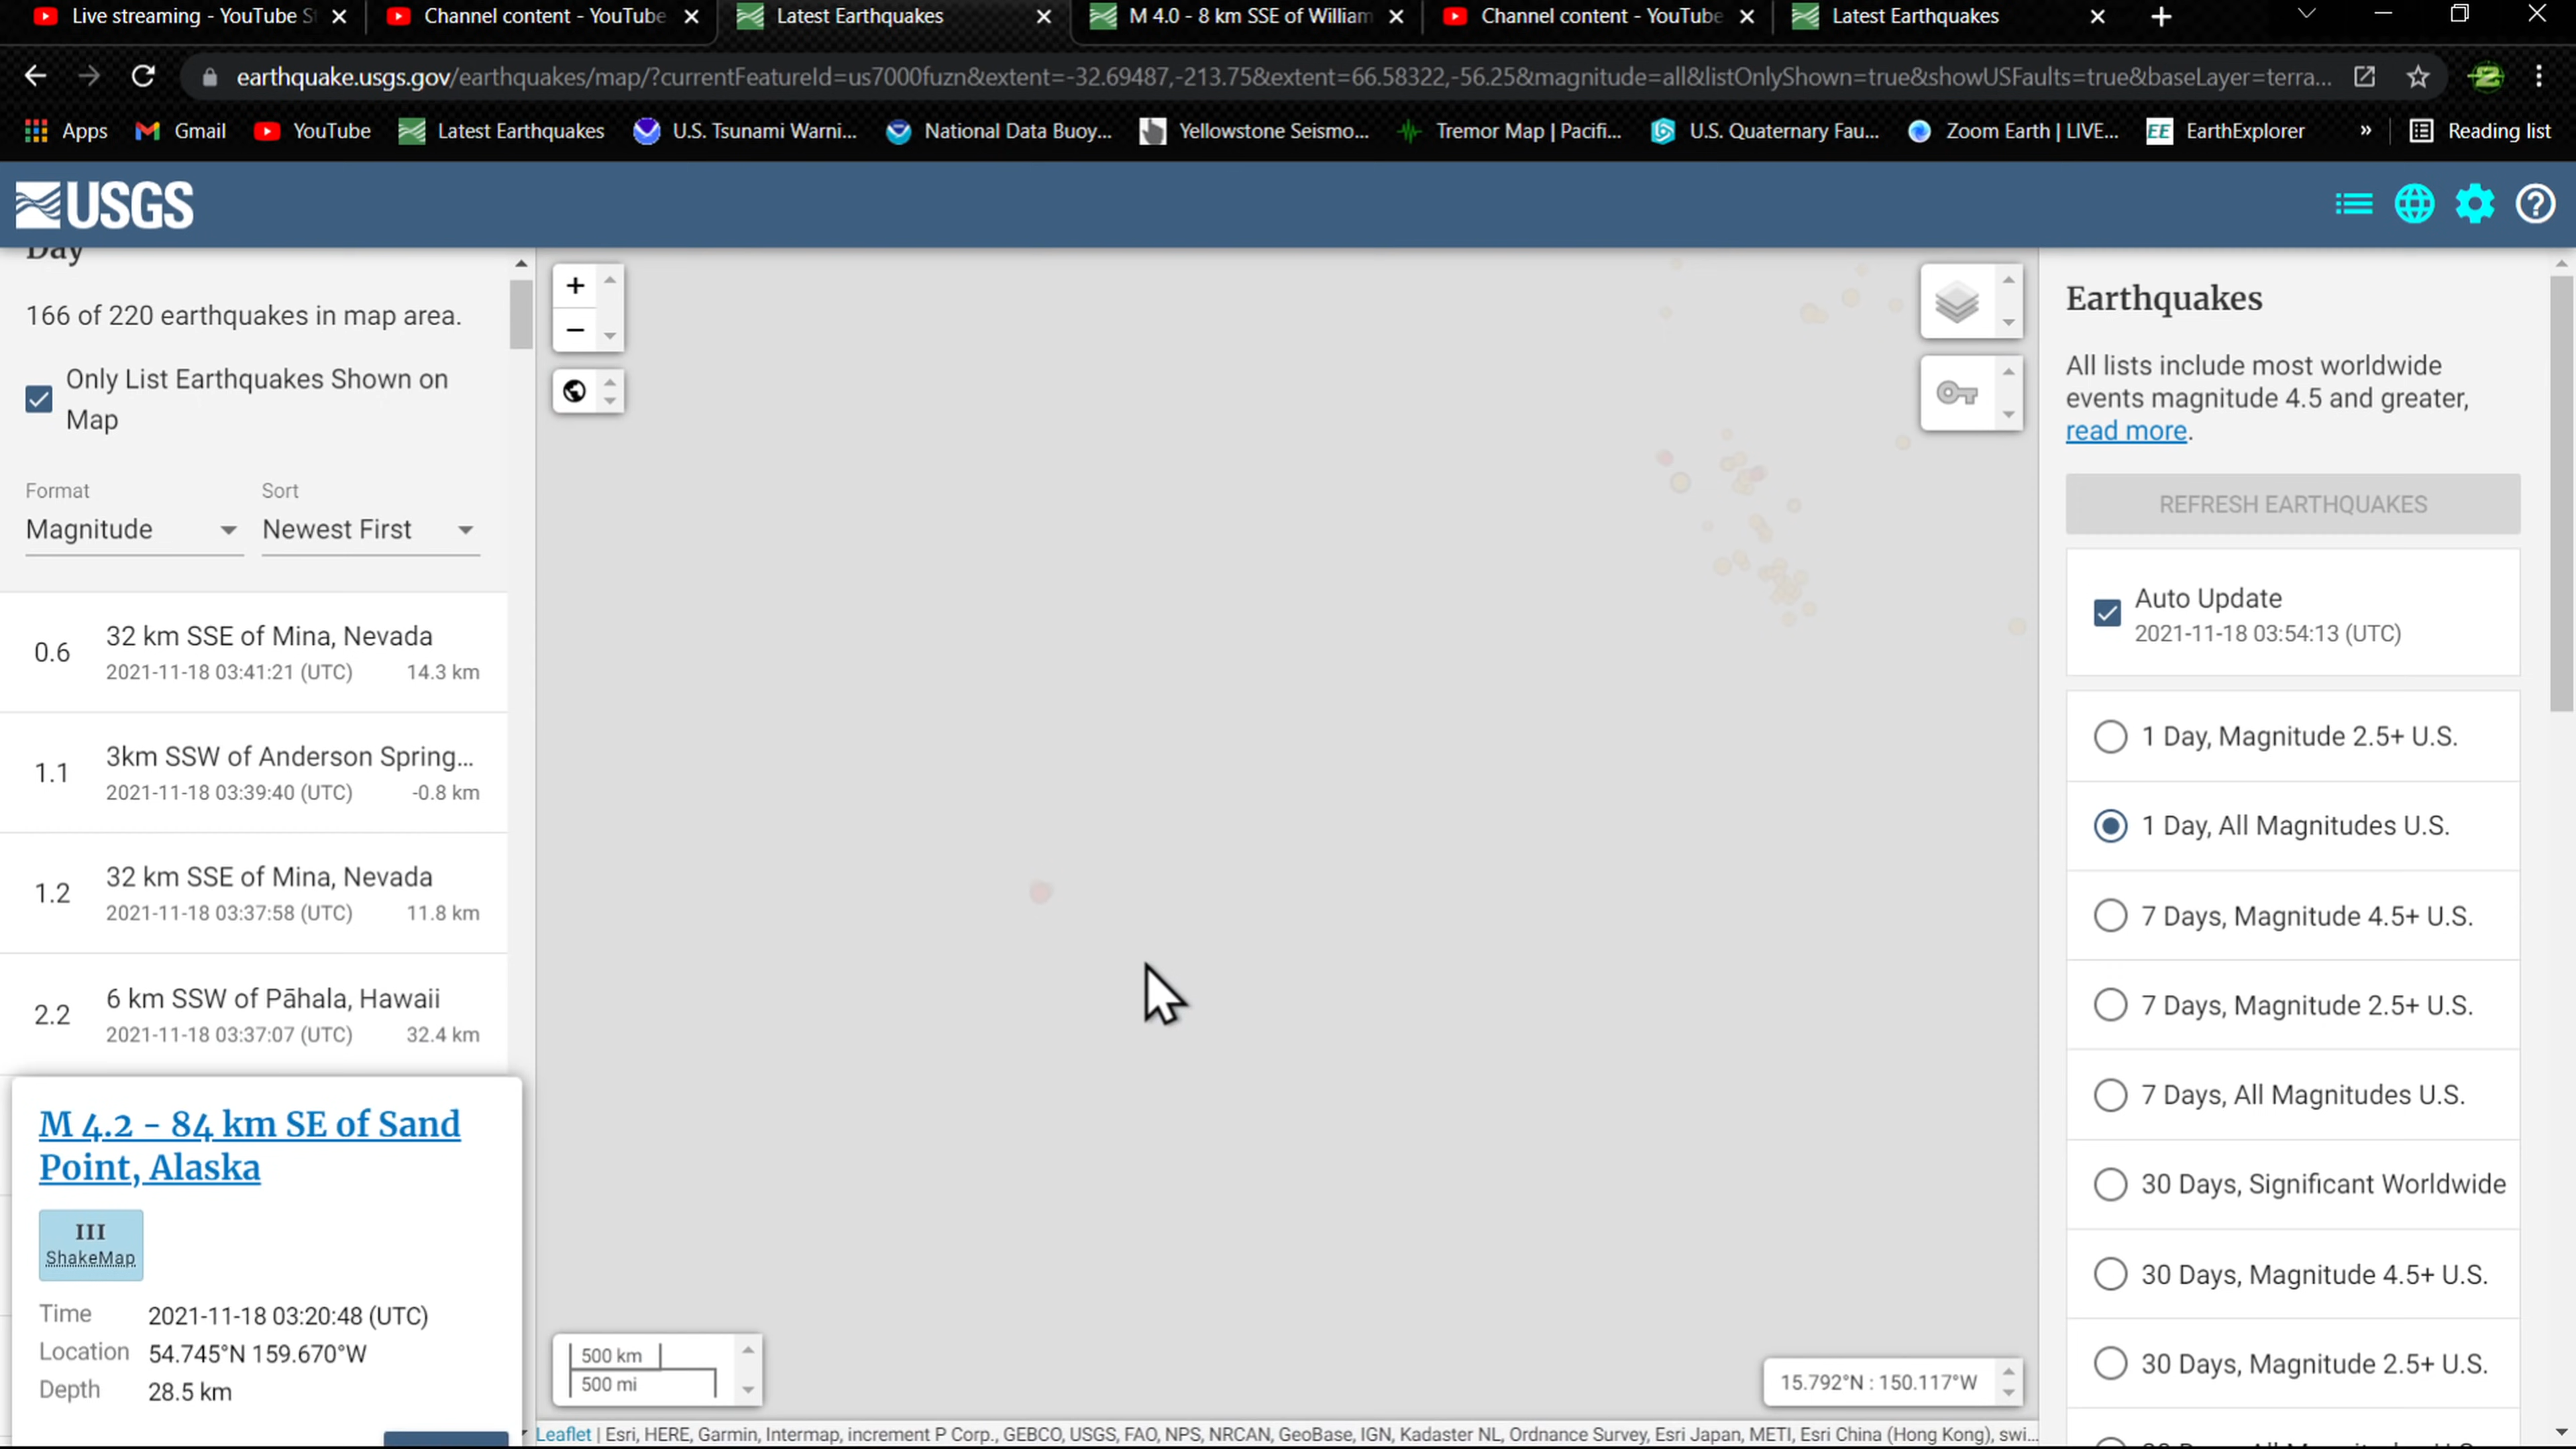 Live streaming - YouTube S
Channel content - YouTube
Latest Earthquakes
M 4.0 - 8 km SSE of William
Channel content - YouTube
Latest Earthquakes
earthquake.usgs.gov/earthquakes/map/?currentFeatureId=us7000fuzn&extent=-32.69487,-213.75&extent=66.58322,-56.25&magnitude=all&listOnlyShown=true&showUSFaults=true&baseLayer=terra...
Apps
Gmail
YouTube
Latest Earthquakes
U.S. Tsunami Warni...
National Data Buoy...
Yellowstone Seismo...
Tremor Map | Pacifi...
U.S. Quaternary Fau...
Zoom Earth | LIVE...
EE EarthExplorer
»
Reading list
USGS
Day
166 of 220 earthquakes in map area.
Only List Earthquakes Shown on
Map
Format
Magnitude
Sort
Newest First
0.6
32 km SSE of Mina, Nevada
2021-11-18 03:41:21 (UTC) 14.3 km
1.1
3km SSW of Anderson Spring...
2021-11-18 03:39:40 (UTC) -0.8 km
1.2
32 km SSE of Mina, Nevada
2021-11-18 03:37:58 (UTC) 11.8 km
2.2
6 km SSW of Pāhala, Hawaii
2021-11-18 03:37:07 (UTC) 32.4 km
M 4.2 - 84 km SE of Sand
Point, Alaska
III
ShakeMap
Time 2021-11-18 03:20:48 (UTC)
Location 54.745°N 159.670°W
Depth 28.5 km
+
−
500 km
500 mi
15.792°N : 150.117°W
Leaflet | Esri, HERE, Garmin, Intermap, increment P Corp., GEBCO, USGS, FAO, NPS, NRCAN, GeoBase, IGN, Kadaster NL, Ordnance Survey, Esri Japan, METI, Esri China (Hong Kong), swi...
Earthquakes
All lists include most worldwide
events magnitude 4.5 and greater,
read more.
REFRESH EARTHQUAKES
Auto Update
2021-11-18 03:54:13 (UTC)
1 Day, Magnitude 2.5+ U.S.
1 Day, All Magnitudes U.S.
7 Days, Magnitude 4.5+ U.S.
7 Days, Magnitude 2.5+ U.S.
7 Days, All Magnitudes U.S.
30 Days, Significant Worldwide
30 Days, Magnitude 4.5+ U.S.
30 Days, Magnitude 2.5+ U.S.